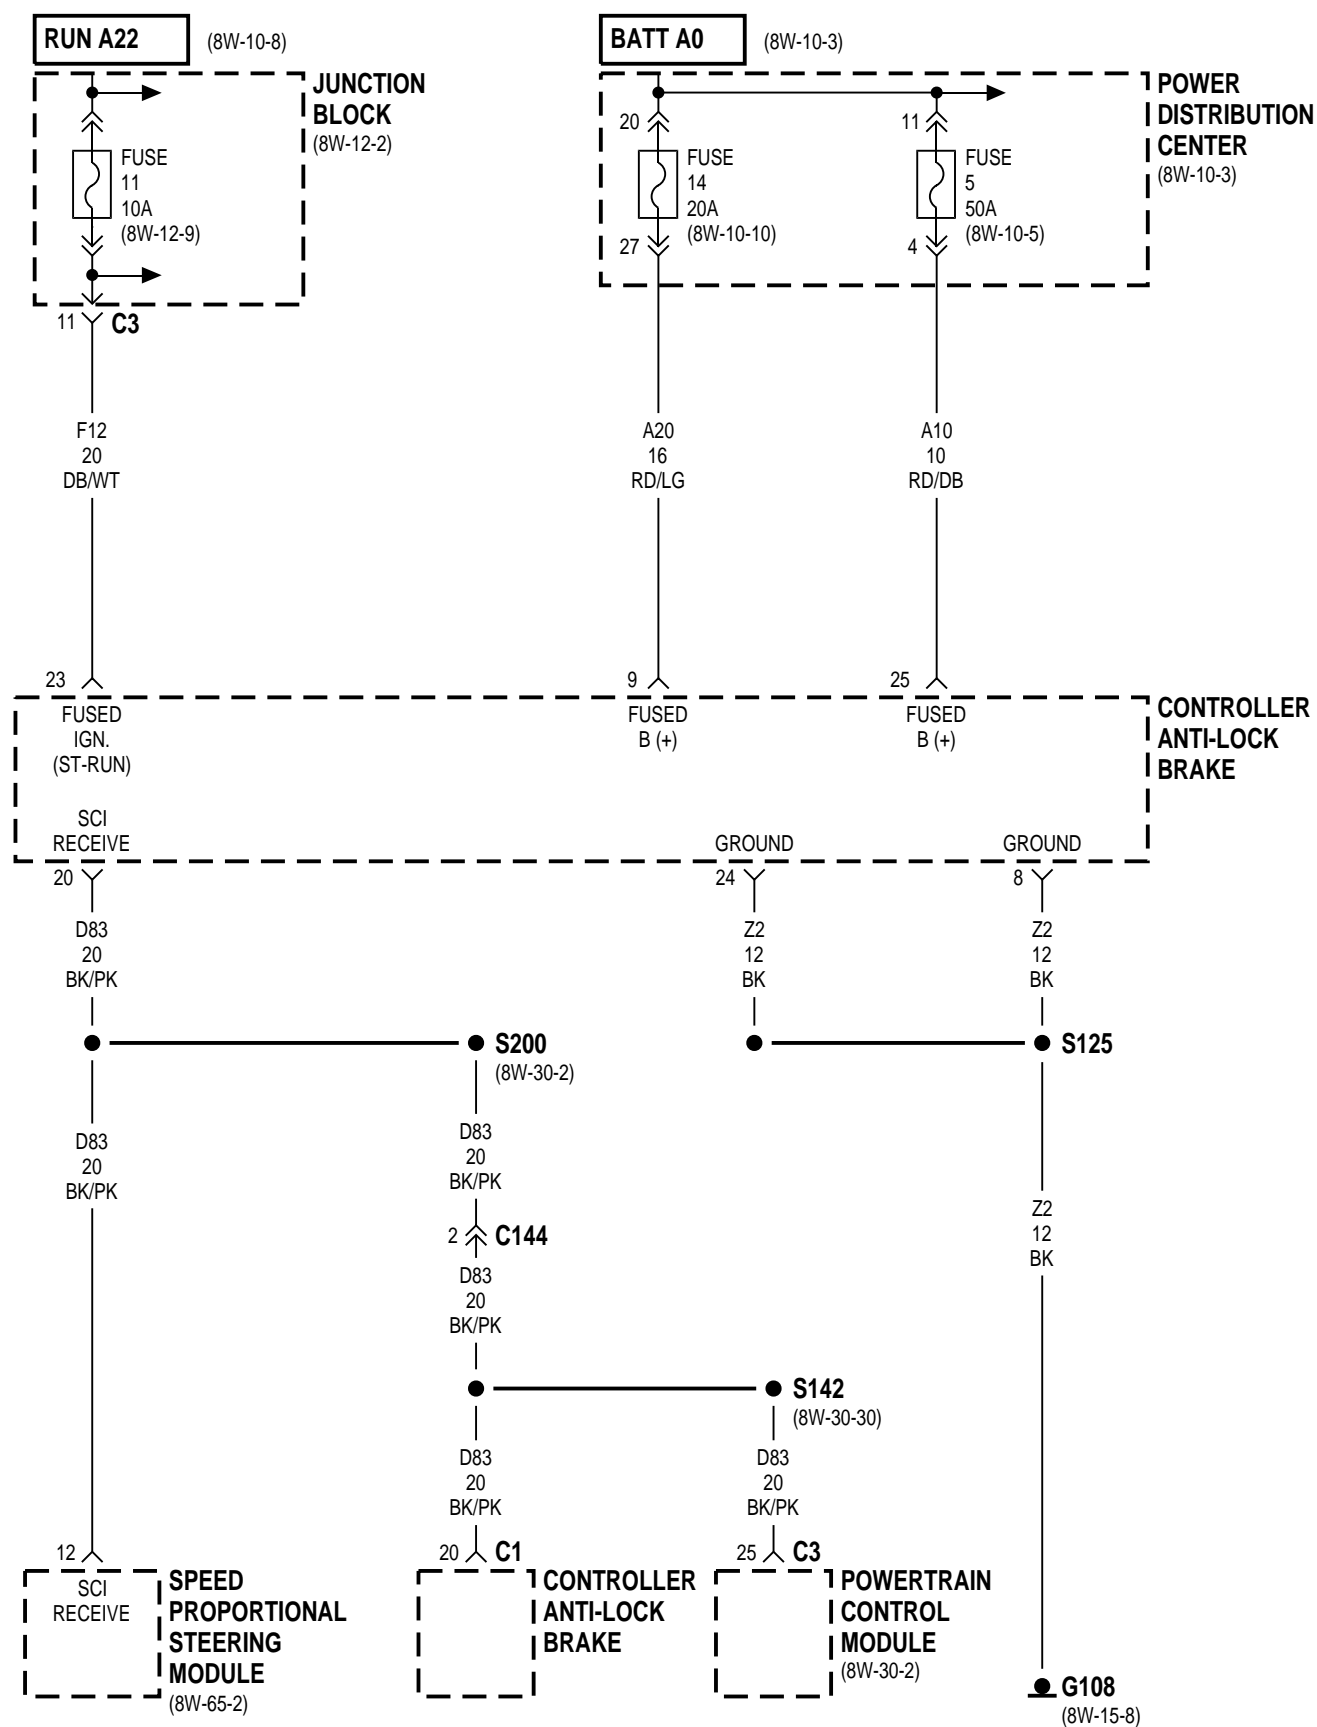 RUN A22
(8W-10-8)
BATT A0
(8W-10-3)
JUNCTION
BLOCK
(8W-12-2)
FUSE
11
10A
(8W-12-9)
11
C3
POWER
DISTRIBUTION
CENTER
(8W-10-3)
20
FUSE
14
20A
(8W-10-10)
27
11
FUSE
5
50A
(8W-10-5)
4
F12
20
DB/WT
A20
16
RD/LG
A10
10
RD/DB
23
9
25
FUSED
IGN.
(ST-RUN)
FUSED
B (+)
FUSED
B (+)
CONTROLLER
ANTI-LOCK
BRAKE
SCI
RECEIVE
GROUND
GROUND
20
24
8
D83
20
BK/PK
Z2
12
BK
Z2
12
BK
S200
(8W-30-2)
S125
D83
20
BK/PK
D83
20
BK/PK
2
C144
Z2
12
BK
D83
20
BK/PK
S142
(8W-30-30)
D83
20
BK/PK
D83
20
BK/PK
12
20
C1
25
C3
SCI
RECEIVE
SPEED
PROPORTIONAL
STEERING
MODULE
(8W-65-2)
CONTROLLER
ANTI-LOCK
BRAKE
POWERTRAIN
CONTROL
MODULE
(8W-30-2)
G108
(8W-15-8)